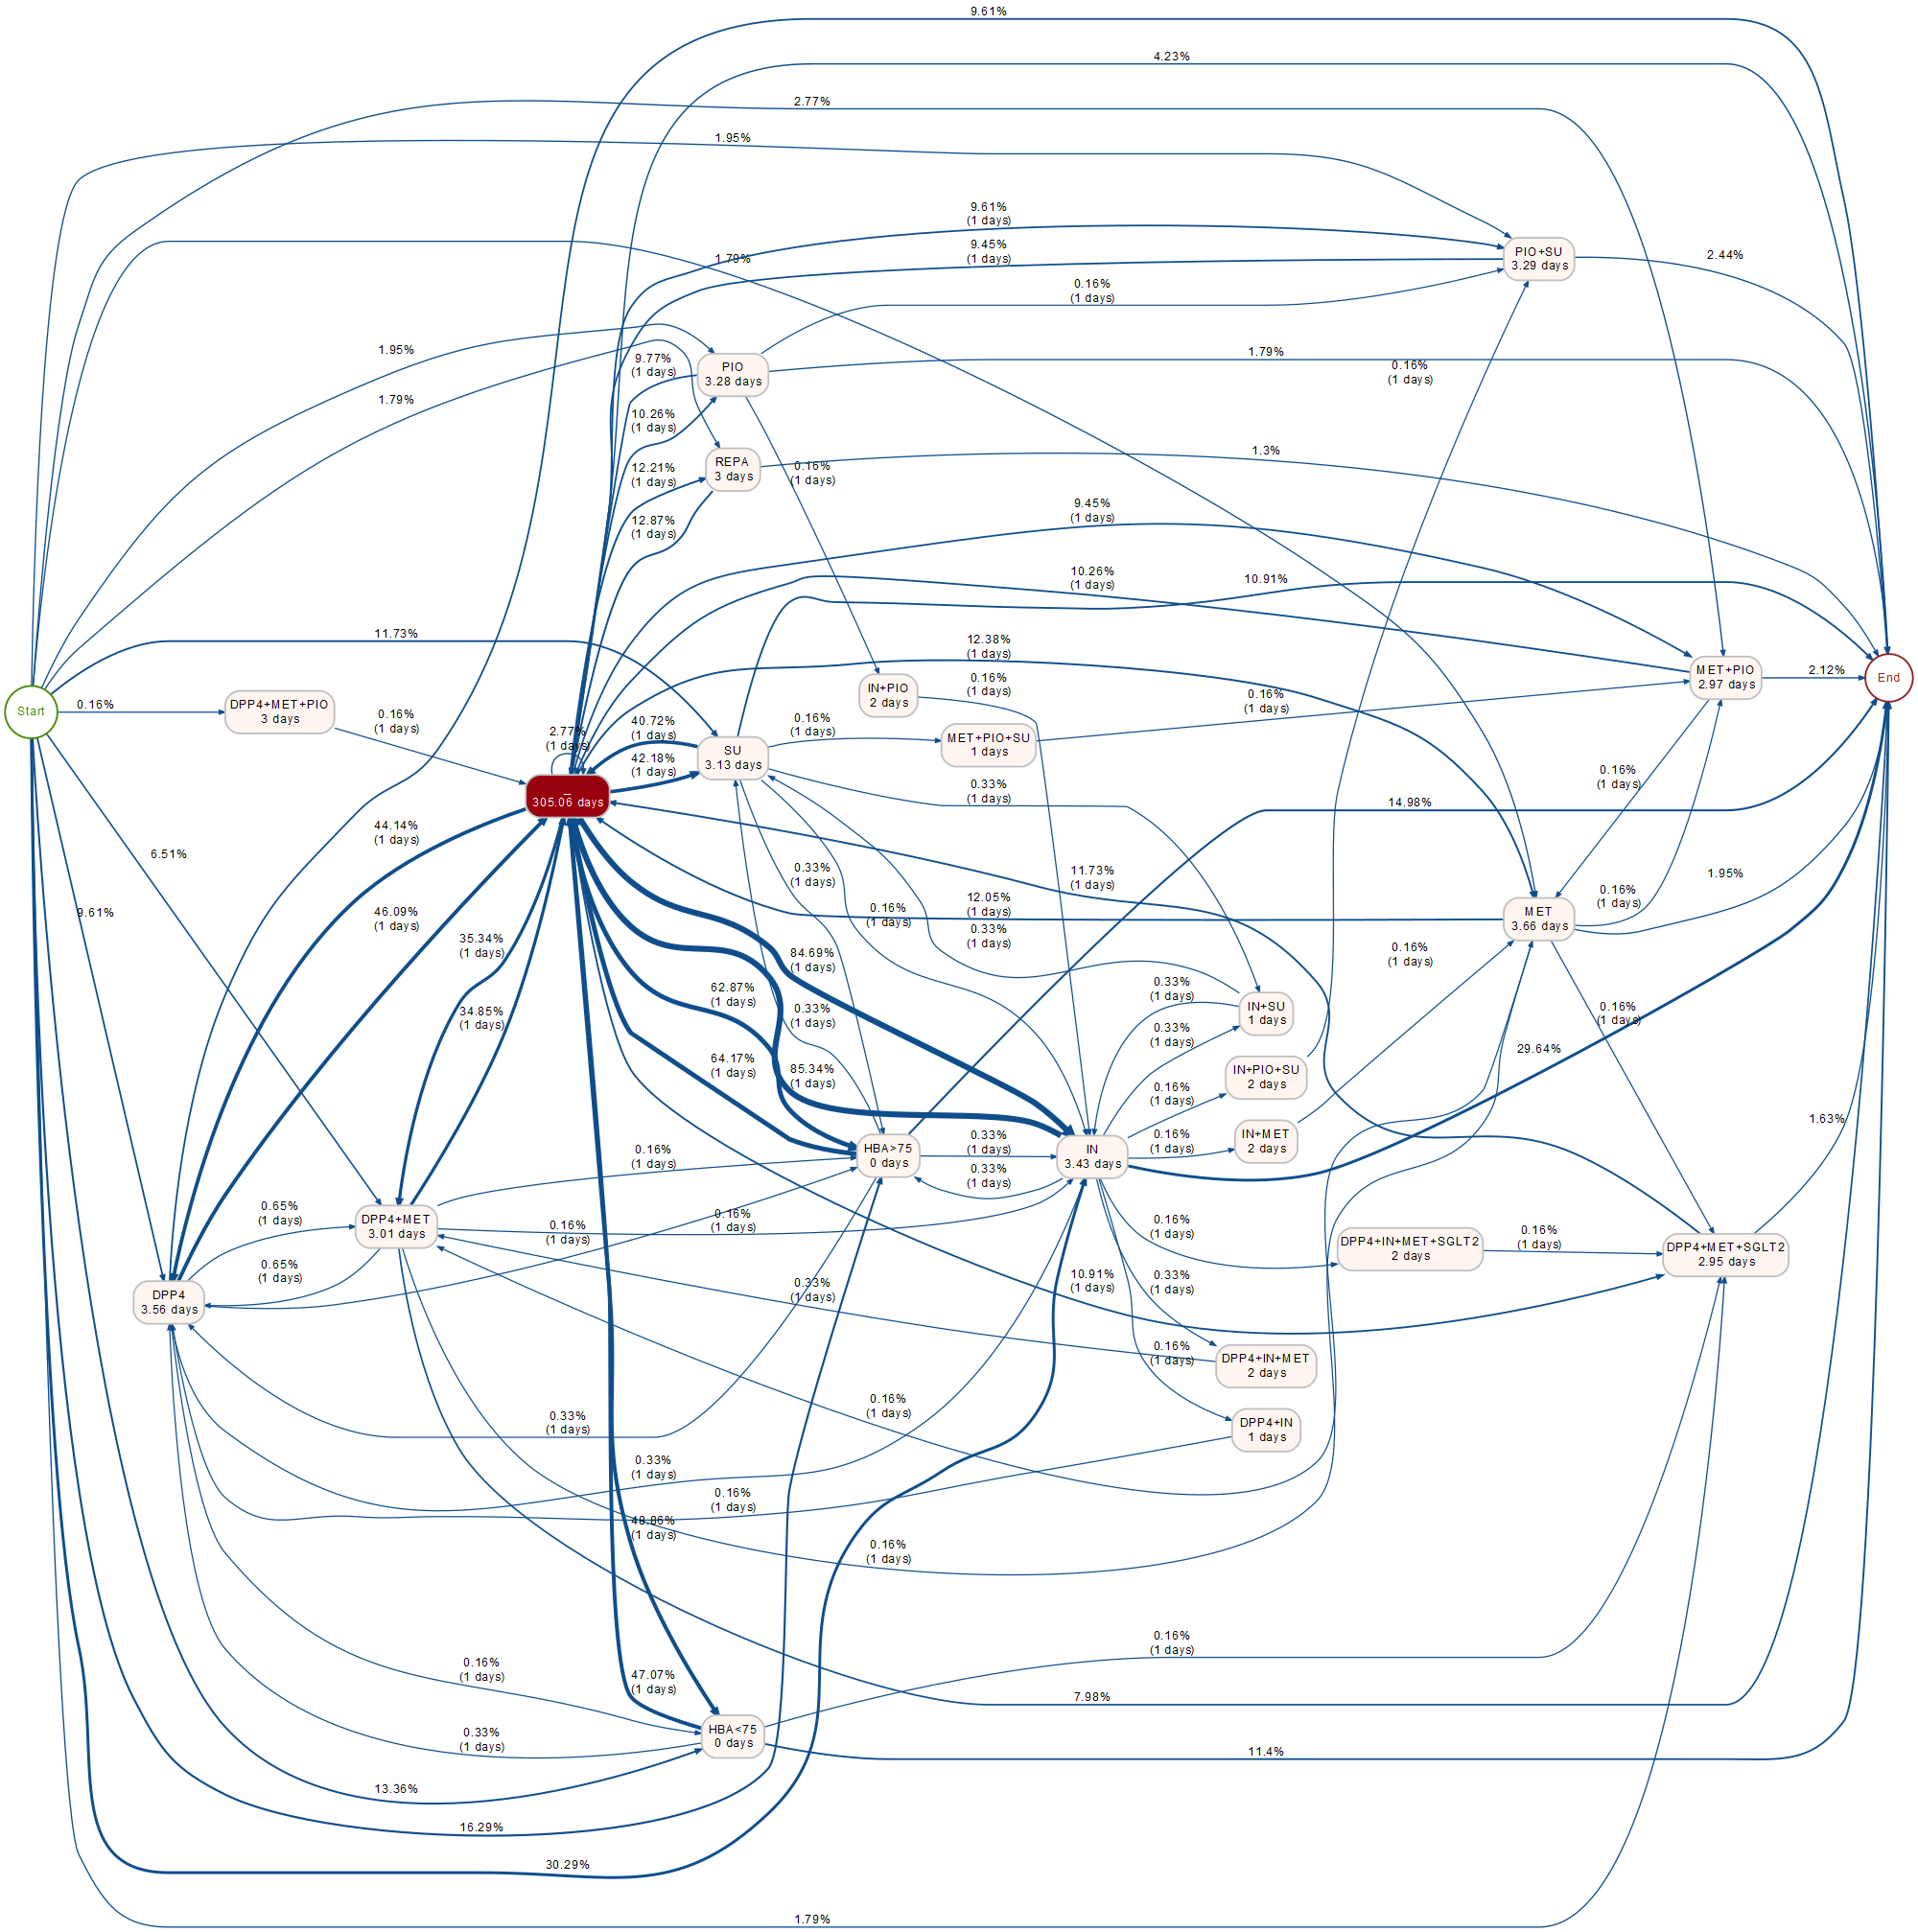 9.61%
4.23%
2.77%
1.95%
9.61%
(1 days)
9.45%
(1 days)
1.79%
PIO+SU
3.29 days
2.44%
0.16%
(1 days)
1.95%
9.77%
(1 days)
PIO
3.28 days
1.79%
0.16%
(1 days)
1.79%
10.26%
(1 days)
12.21%
(1 days)
REPA
3 days
0.16%
(1 days)
1.3%
12.87%
(1 days)
9.45%
(1 days)
10.26%
(1 days)
10.91%
11.73%
12.38%
(1 days)
MET+PIO
2.97 days
2.12%
End
Start
0.16%
DPP4+MET+PIO
3 days
0.16%
(1 days)
IN+PIO
2 days
0.16%
(1 days)
0.16%
(1 days)
2.77%
(1 days)
40.72%
(1 days)
SU
3.13 days
0.16%
(1 days)
MET+PIO+SU
1 days
42.18%
(1 days)
_
305.06 days
0.33%
(1 days)
0.16%
(1 days)
14.98%
44.14%
(1 days)
6.51%
0.33%
(1 days)
11.73%
(1 days)
0.16%
(1 days)
1.95%
9.61%
46.09%
(1 days)
0.16%
(1 days)
12.05%
(1 days)
0.33%
(1 days)
MET
3.66 days
35.34%
(1 days)
84.69%
(1 days)
0.16%
(1 days)
62.87%
(1 days)
0.33%
(1 days)
34.85%
(1 days)
0.33%
(1 days)
IN+SU
1 days
0.16%
(1 days)
0.33%
(1 days)
29.64%
64.17%
(1 days)
85.34%
(1 days)
IN+PIO+SU
2 days
0.16%
(1 days)
1.63%
0.16%
(1 days)
HBA>75
0 days
0.33%
(1 days)
0.33%
(1 days)
IN
3.43 days
0.16%
(1 days)
IN+MET
2 days
0.65%
(1 days)
DPP4+MET
3.01 days
0.16%
(1 days)
0.16%
(1 days)
0.16%
(1 days)
DPP4+IN+MET+SGLT2
2 days
0.16%
(1 days)
DPP4+MET+SGLT2
2.95 days
0.65%
(1 days)
DPP4
3.56 days
0.33%
(1 days)
10.91%
(1 days)
0.33%
(1 days)
0.16%
(1 days)
DPP4+IN+MET
2 days
0.33%
(1 days)
0.16%
(1 days)
DPP4+IN
1 days
0.33%
(1 days)
0.16%
(1 days)
48.86%
(1 days)
0.16%
(1 days)
0.16%
(1 days)
47.07%
(1 days)
0.16%
(1 days)
7.98%
0.33%
(1 days)
HBA<75
0 days
11.4%
13.36%
16.29%
30.29%
1.79%